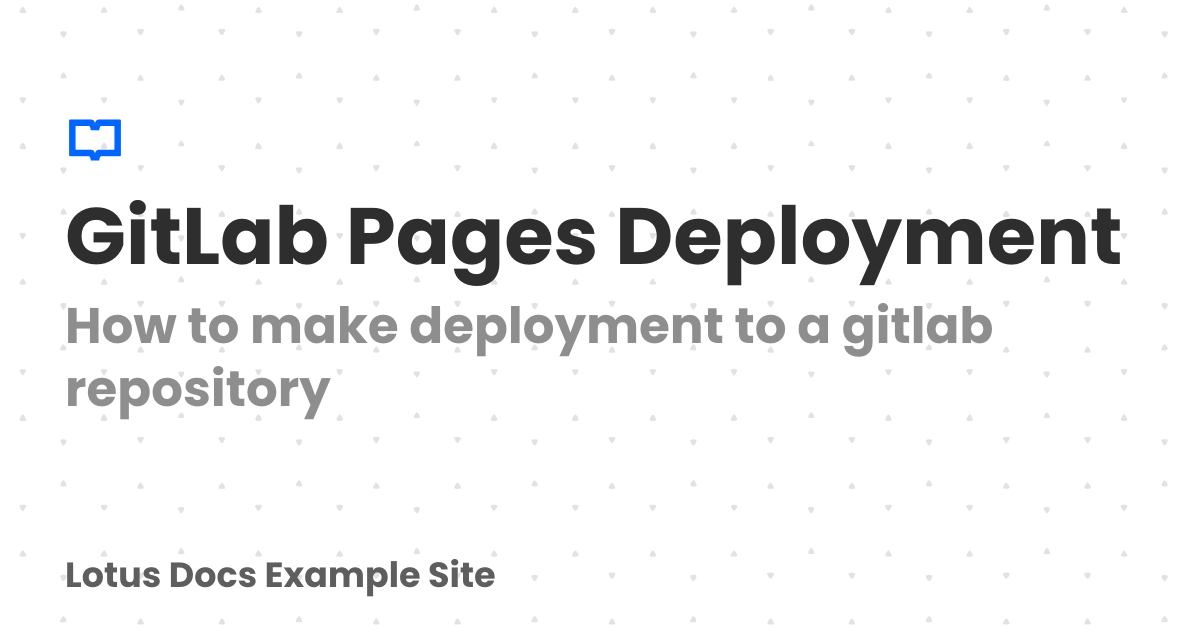 GitLab Pages Deployment
How to make deployment to a gitlab
repository
Lotus Docs Example Site